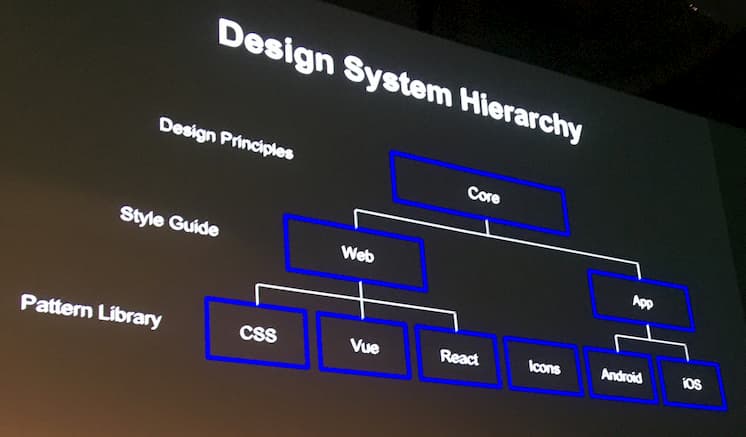 Design System Hierarchy
Design Principles
Core
Style Guide
Web
App
Pattern Library
CSS
Vue
React
Icons
Android
iOS